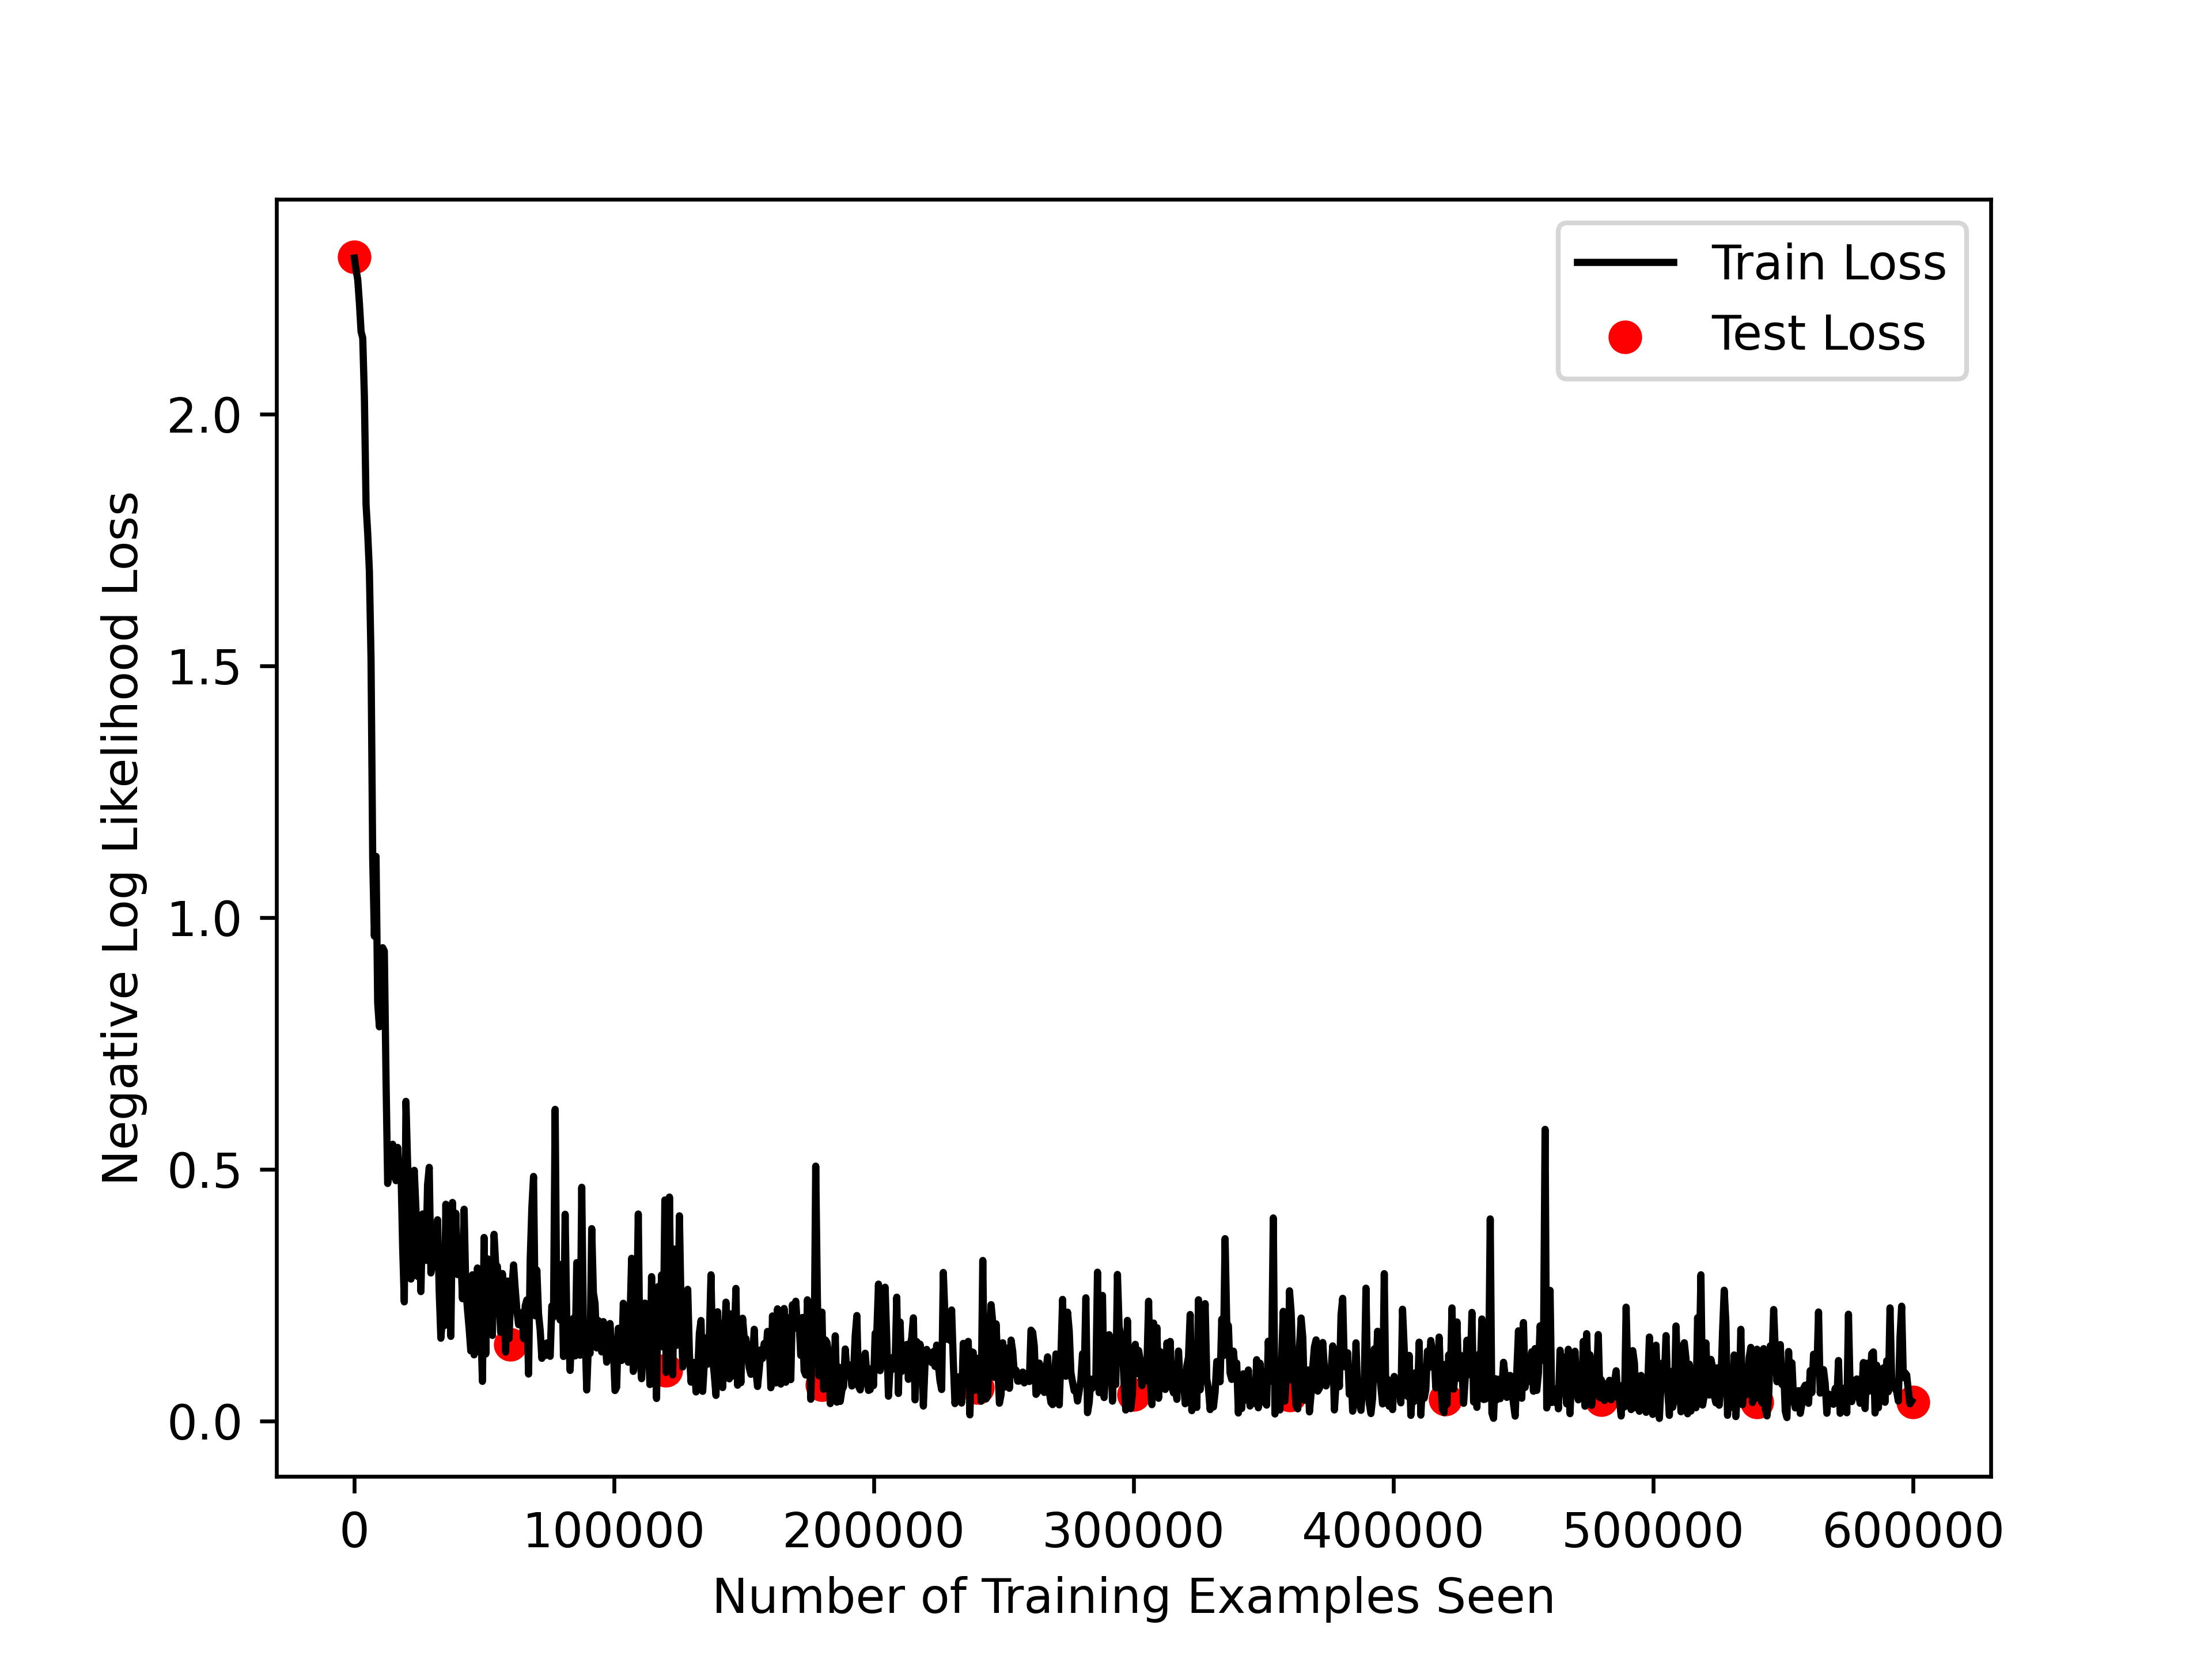 Train Loss
Test Loss
Negative Log Likelihood Loss
2.0
1.5
1.0
0.5
0.0
0 100000 200000 300000 400000 500000 600000
Number of Training Examples Seen